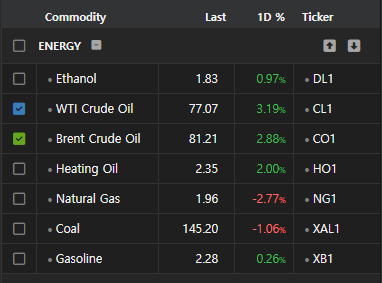 Commodity Last 1D % Ticker
ENERGY
Ethanol 1.83 0.97% DL1
WTI Crude Oil 77.07 3.19% CL1
Brent Crude Oil 81.21 2.88% CO1
Heating Oil 2.35 2.00% HO1
Natural Gas 1.96 -2.77% NG1
Coal 145.20 -1.06% XAL1
Gasoline 2.28 0.26% XB1